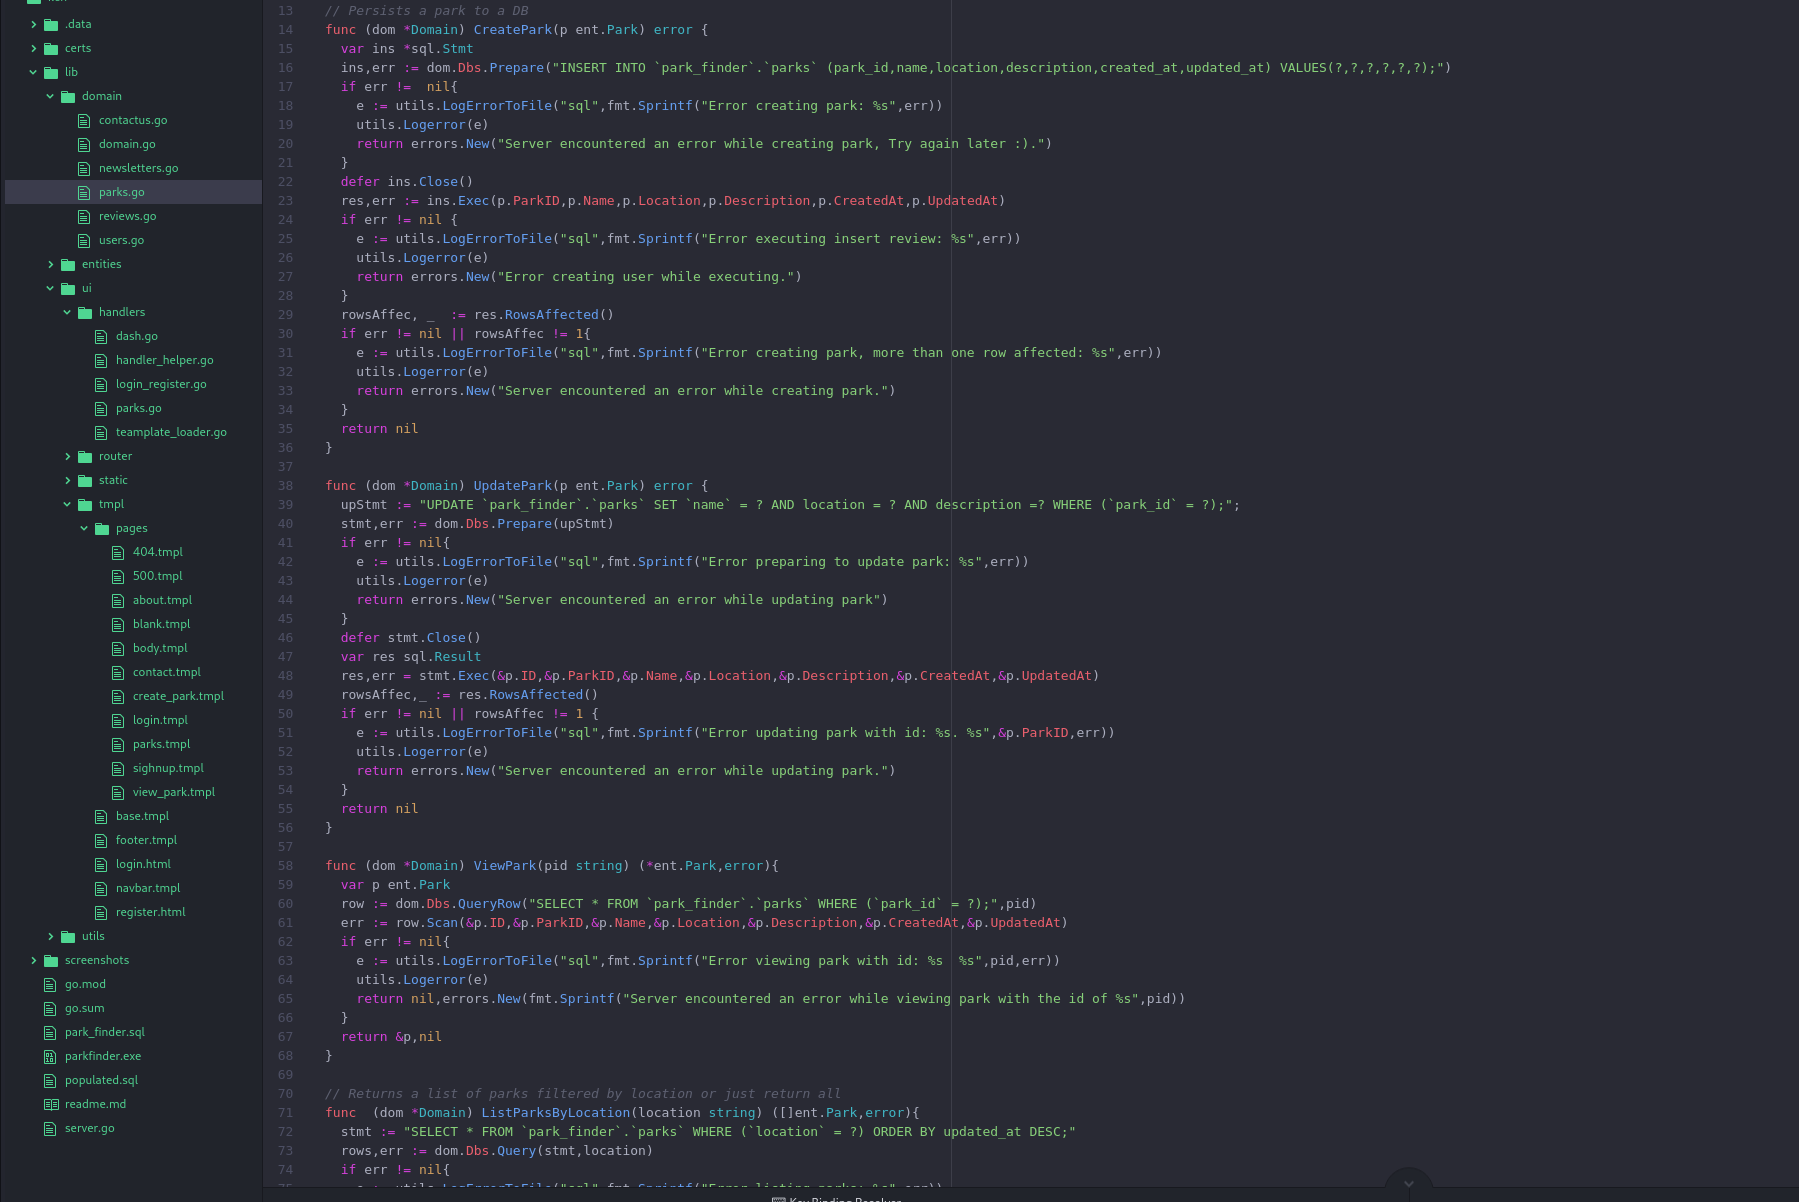 .data
certs
lib
domain
contactus.go
domain.go
newsletters.go
parks.go
reviews.go
users.go
entities
ui
handlers
dash.go
handler_helper.go
login_register.go
parks.go
teamplate_loader.go
router
static
tmpl
pages
404.tmpl
500.tmpl
about.tmpl
blank.tmpl
body.tmpl
contact.tmpl
create_park.tmpl
login.tmpl
parks.tmpl
sighnup.tmpl
view_park.tmpl
base.tmpl
footer.tmpl
login.html
navbar.tmpl
register.html
utils
screenshots
go.mod
go.sum
park_finder.sql
parkfinder.exe
populated.sql
readme.md
server.go
13 // Persists a park to a DB
14 func (dom *Domain) CreatePark(p ent.Park) error {
15 var ins *sql.Stmt
16 ins,err := dom.Dbs.Prepare("INSERT INTO `park_finder`.`parks` (park_id,name,location,description,created_at,updated_at) VALUES(?,?,?,?,?,?);")
17 if err !=  nil{
18 e := utils.LogErrorToFile("sql",fmt.Sprintf("Error creating park: %s",err))
19 utils.Logerror(e)
20 return errors.New("Server encountered an error while creating park, Try again later :).")
21 }
22 defer ins.Close()
23 res,err := ins.Exec(p.ParkID,p.Name,p.Location,p.Description,p.CreatedAt,p.UpdatedAt)
24 if err != nil {
25 e := utils.LogErrorToFile("sql",fmt.Sprintf("Error executing insert review: %s",err))
26 utils.Logerror(e)
27 return errors.New("Error creating user while executing.")
28 }
29 rowsAffec, _  := res.RowsAffected()
30 if err != nil || rowsAffec != 1{
31 e := utils.LogErrorToFile("sql",fmt.Sprintf("Error creating park, more than one row affected: %s",err))
32 utils.Logerror(e)
33 return errors.New("Server encountered an error while creating park.")
34 }
35 return nil
36 }
37
38 func (dom *Domain) UpdatePark(p ent.Park) error {
39 upStmt := "UPDATE `park_finder`.`parks` SET `name` = ? AND location = ? AND description =? WHERE (`park_id` = ?);";
40 stmt,err := dom.Dbs.Prepare(upStmt)
41 if err != nil{
42 e := utils.LogErrorToFile("sql",fmt.Sprintf("Error preparing to update park: %s",err))
43 utils.Logerror(e)
44 return errors.New("Server encountered an error while updating park")
45 }
46 defer stmt.Close()
47 var res sql.Result
48 res,err = stmt.Exec(&p.ID,&p.ParkID,&p.Name,&p.Location,&p.Description,&p.CreatedAt,&p.UpdatedAt)
49 rowsAffec,_ := res.RowsAffected()
50 if err != nil || rowsAffec != 1 {
51 e := utils.LogErrorToFile("sql",fmt.Sprintf("Error updating park with id: %s. %s",&p.ParkID,err))
52 utils.Logerror(e)
53 return errors.New("Server encountered an error while updating park.")
54 }
55 return nil
56 }
57
58 func (dom *Domain) ViewPark(pid string) (*ent.Park,error){
59 var p ent.Park
60 row := dom.Dbs.QueryRow("SELECT * FROM `park_finder`.`parks` WHERE (`park_id` = ?);",pid)
61 err := row.Scan(&p.ID,&p.ParkID,&p.Name,&p.Location,&p.Description,&p.CreatedAt,&p.UpdatedAt)
62 if err != nil{
63 e := utils.LogErrorToFile("sql",fmt.Sprintf("Error viewing park with id: %s  %s",pid,err))
64 utils.Logerror(e)
65 return nil,errors.New(fmt.Sprintf("Server encountered an error while viewing park with the id of %s",pid))
66 }
67 return &p,nil
68 }
69
70 // Returns a list of parks filtered by location or just return all
71 func  (dom *Domain) ListParksByLocation(location string) ([]ent.Park,error){
72 stmt := "SELECT * FROM `park_finder`.`parks` WHERE (`location` = ?) ORDER BY updated_at DESC;"
73 rows,err := dom.Dbs.Query(stmt,location)
74 if err != nil{
75 e := utils.LogErrorToFile("sql",fmt.Sprintf("Error listing parks: %s",err))
Key Binding Resolver